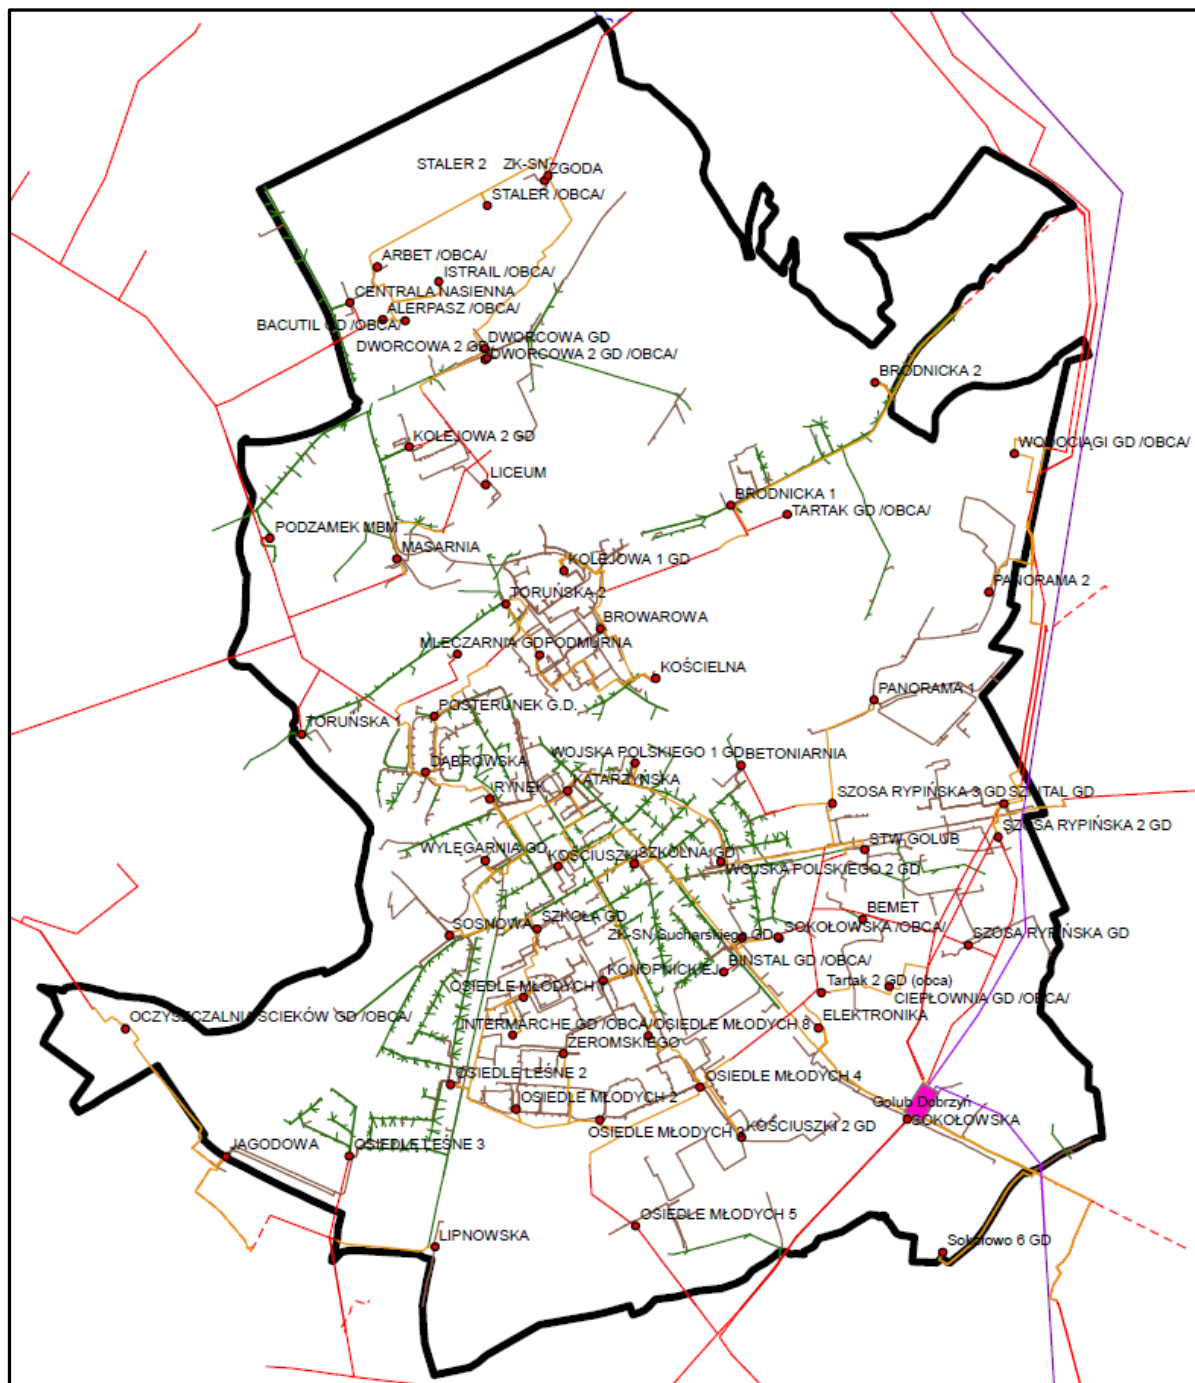 STALER 2
ZK-SN
ZGODA
STALER /OBCA/
ARBET /OBCA/
ISTRAIL /OBCA/
CENTRALA NASIENNA
ALERPASZ /OBCA/
BACUTIL GD /OBCA/
DWORCOWA GD
DWORCOWA 2 GD
DWORCOWA 2 GD /OBCA/
BRODNICKA 2
KOLEJOWA 2 GD
WODOCIĄGI GD /OBCA/
LICEUM
BRODNICKA 1
TARTAK GD /OBCA/
PODZAMEK MBM
MASARNIA
KOLEJOWA 1 GD
PANORAMA 2
TORUŃSKA 2
BROWAROWA
MLECZARNIA GD
PODMURNA
KOŚCIELNA
PANORAMA 1
POSTERUNEK G.D.
TORUŃSKA 1
DĄBROWSKA
WOJSKA POLSKIEGO 1 GD
BETONIARNIA
KATARZYŃSKA
RYNEK
SZOSA RYPIŃSKA 3 GD
SZPITAL GD
SZOSA RYPIŃSKA 2 GD
STW GOLUB
WYLĘGARNIA GD
KOŚCIUSZKI
SZKOLNA GD
WOJSKA POLSKIEGO 2 GD
BEMET
SOSNOWA
SZKOŁA GD
ZK-SN Sucharskiego GD
SOKOŁOWSKA /OBCA/
SZOSA RYPIŃSKA GD
KONOPNICKIEJ
BINSTAL GD /OBCA/
OSIEDLE MŁODYCH 1
Tartak 2 GD (obca)
CIEPŁOWNIA GD /OBCA/
OCZYSZCZALNIA ŚCIEKÓW GD /OBCA/
INTERMARCHE GD /OBCA/
OSIEDLE MŁODYCH 8
ELEKTRONIKA
ŻEROMSKIEGO
OSIEDLE LEŚNE 2
OSIEDLE MŁODYCH 4
OSIEDLE MŁODYCH 2
Golub Dobrzyń
SOKOŁOWSKA
OSIEDLE MŁODYCH 3
KOŚCIUSZKI 2 GD
JAGODOWA
OSIEDLE LEŚNE 3
OSIEDLE MŁODYCH 5
LIPNOWSKA
Sokołowo 6 GD